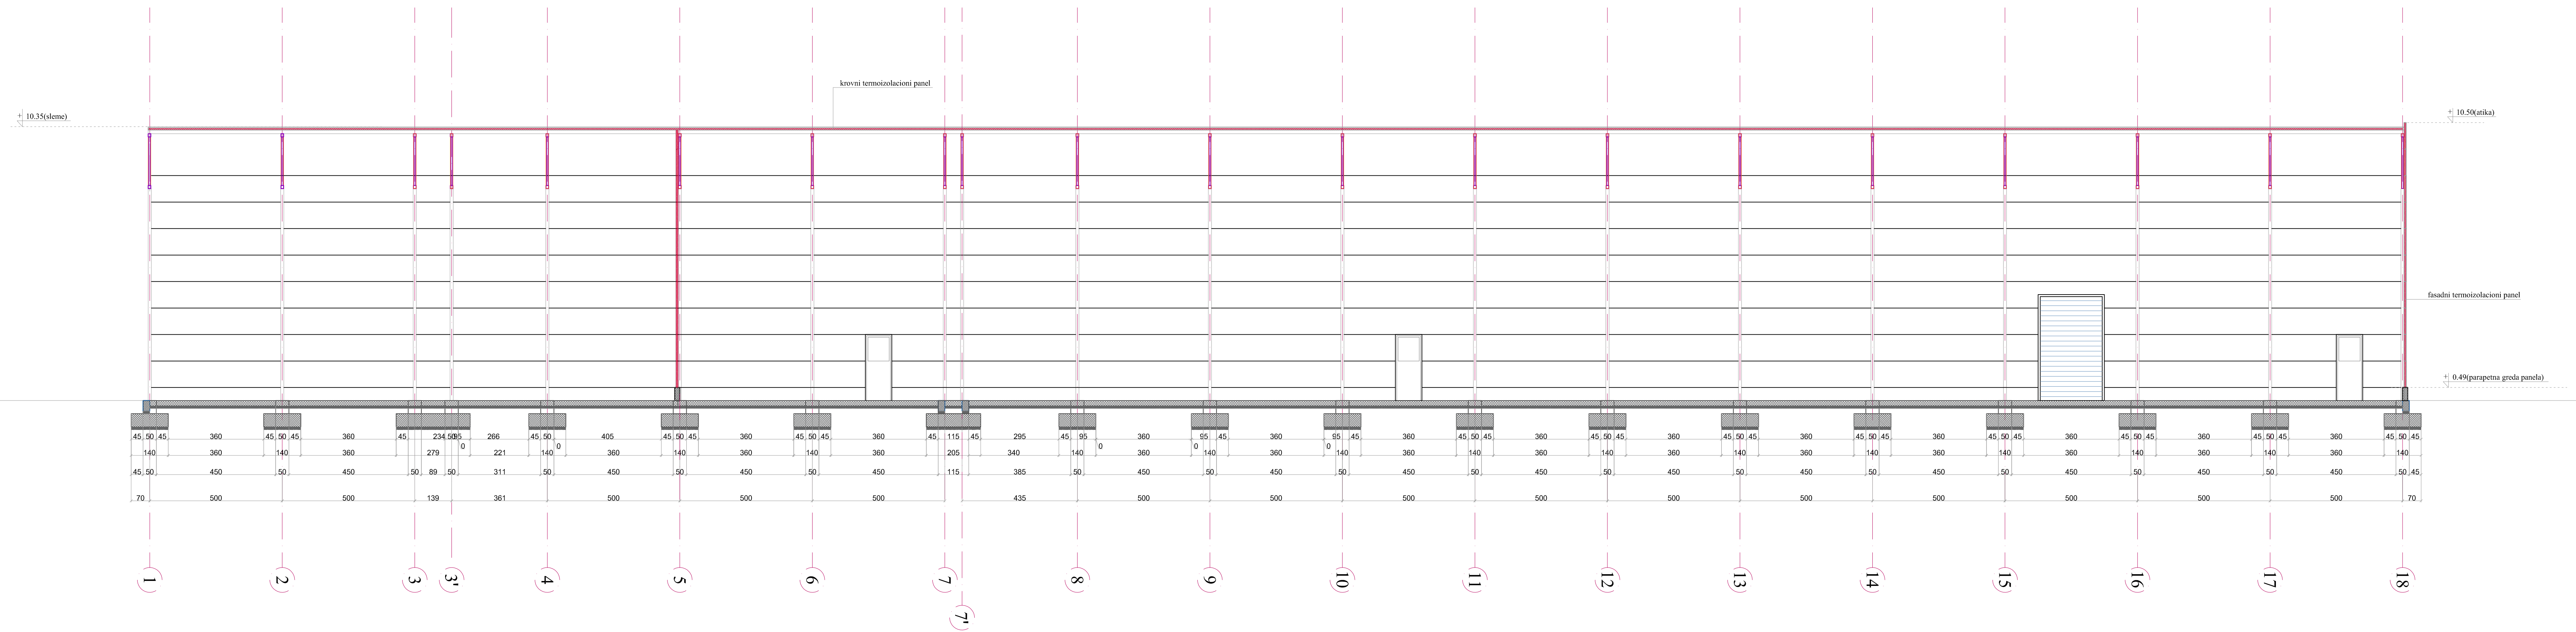 krovni termoizolacioni panel
+ 10.50(atika)
+ 10.35(sleme)
fasadni termoizolacioni panel
+ 0.49(parapetna greda panela)
45 50 45 360 45 50 45 360 45 234 50 95 266 45 50 405 45 50 45 360 45 50 45 360 45 115 45 295 45 95 360 95 45 360 95 45 360 45 50 45 360 45 50 45 360 45 50 45 360 45 50 45 360 45 50 45 360 45 50 45 360 45 50 45 360 45 50 45
0 0 0 0 0
140 360 140 360 279 221 140 360 140 360 140 360 205 340 140 360 140 360 140 360 140 360 140 360 140 360 140 360 140 360 140 360 140 360 140
45 50 450 50 450 50 89 50 311 50 450 50 450 50 450 115 385 50 450 50 450 50 450 50 450 50 450 50 450 50 450 50 450 50 450 50 450 50 45
70 500 500 139 361 500 500 500 435 500 500 500 500 500 500 500 500 500 500 70
1 2 3 3' 4 5 6 7 8 9 10 11 12 13 14 15 16 17 18
7'